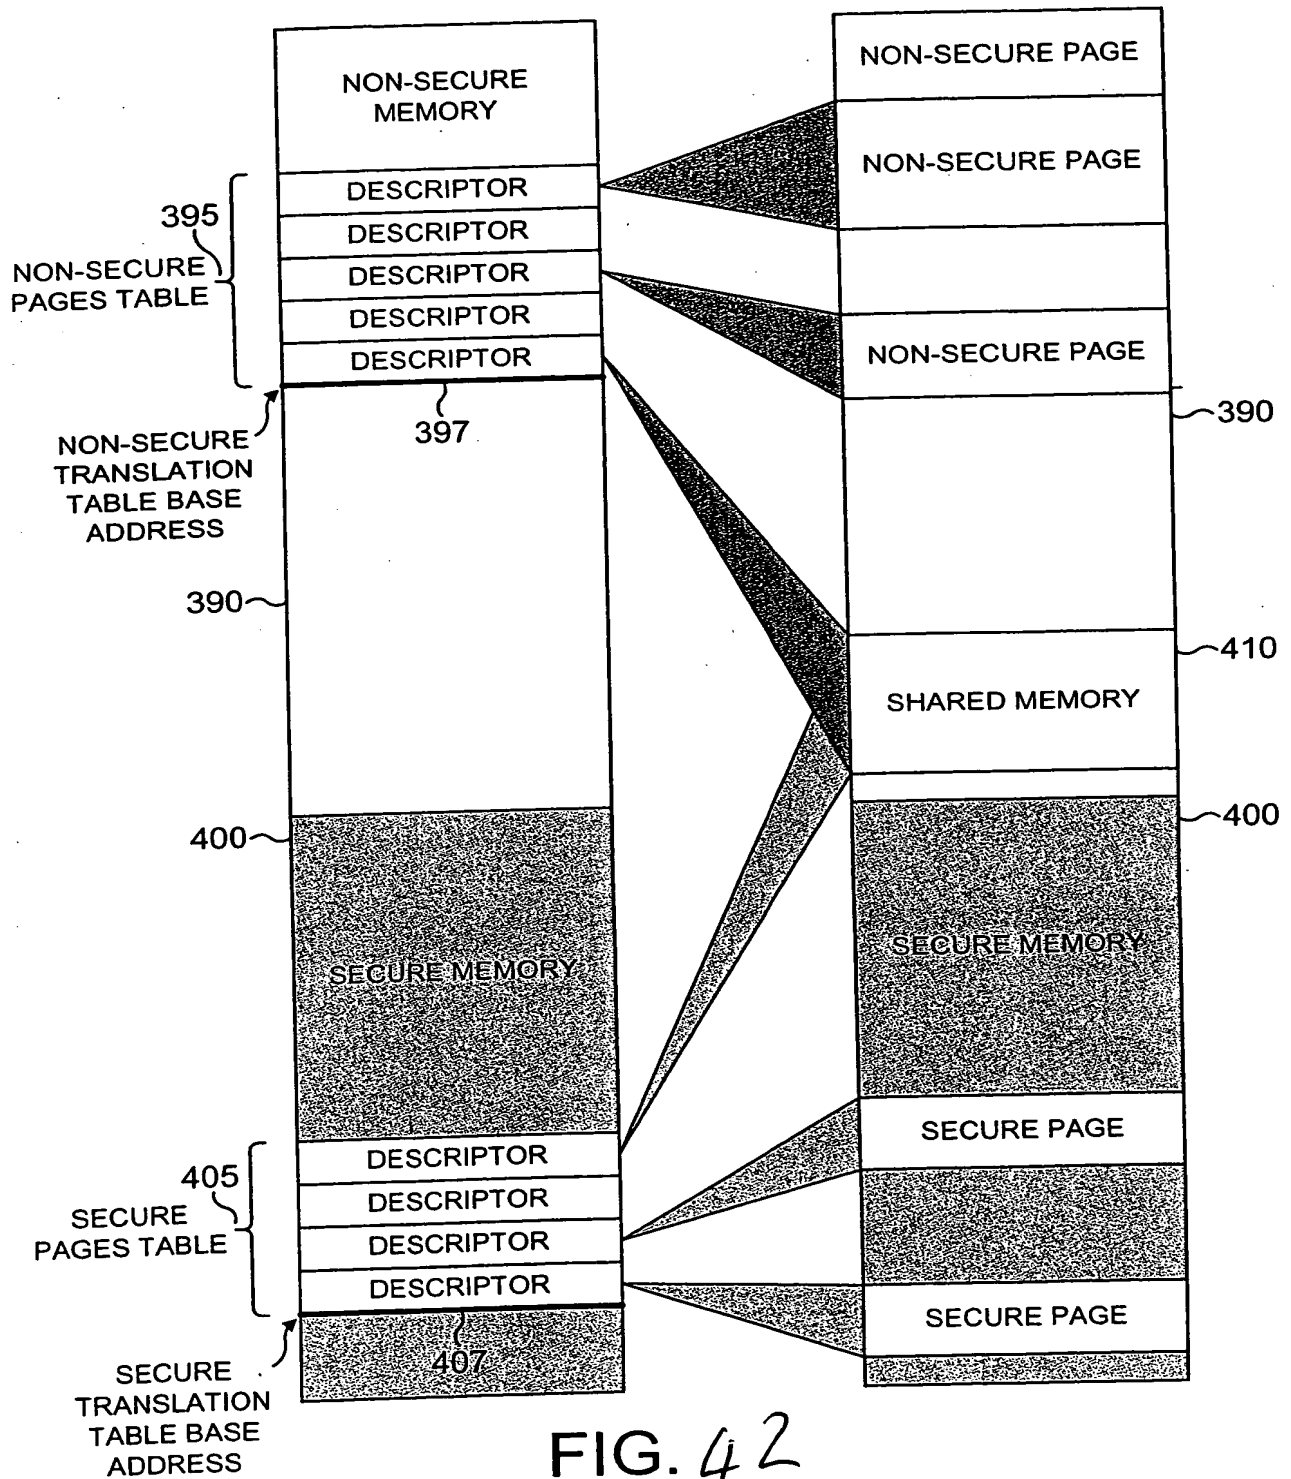 NON-SECURE
MEMORY
DESCRIPTOR
DESCRIPTOR
DESCRIPTOR
DESCRIPTOR
DESCRIPTOR
395
NON-SECURE
PAGES TABLE
397
NON-SECURE
TRANSLATION
TABLE BASE
ADDRESS
390
400
SECURE MEMORY
DESCRIPTOR
DESCRIPTOR
DESCRIPTOR
DESCRIPTOR
405
SECURE
PAGES TABLE
407
SECURE
TRANSLATION
TABLE BASE
ADDRESS
NON-SECURE PAGE
NON-SECURE PAGE
NON-SECURE PAGE
390
410
SHARED MEMORY
400
SECURE MEMORY
SECURE PAGE
SECURE PAGE
FIG. 42